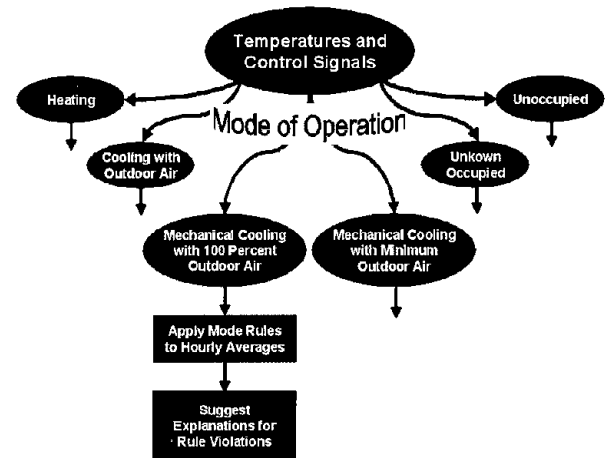 Temperatures and
Control Signals
Heating
Unoccupied
Mode of Operation
Cooling with
Outdoor Air
Unkown
Occupied
Mechanical Cooling
with 100 Percent
Outdoor Air
Mechanical Cooling
with Minimum
Outdoor Air
Apply Mode Rules
to Hourly Averages
Suggest
Explanations for
Rule Violations